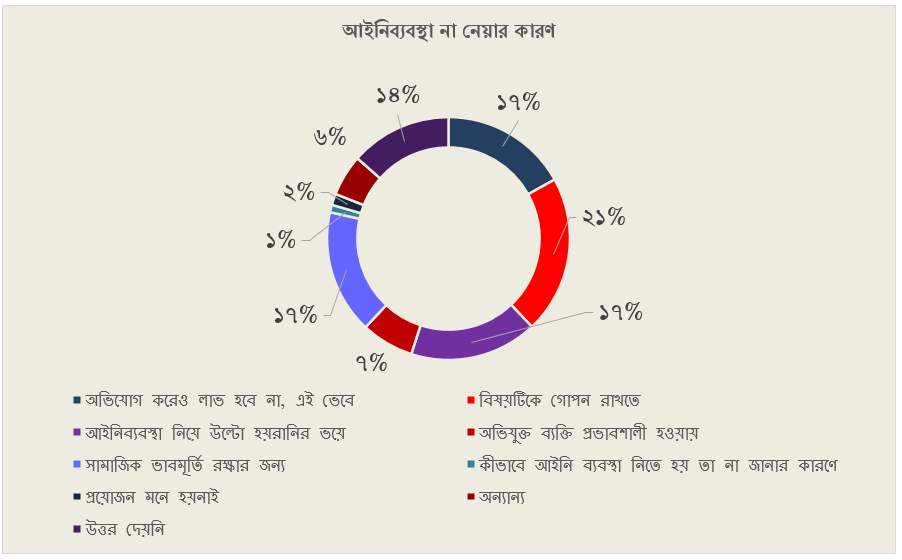 আইনিব্যবস্থা না নেয়ার কারণ
১৪%
১৭%
৬%
২%
২১%
১%
১৭%
১৭%
৭%
অভিযোগ করেও লাভ হবে না, এই ভেবে
বিষয়টিকে গোপন রাখতে
আইনিব্যবস্থা নিয়ে উল্টো হয়রানির ভয়ে
অভিযুক্ত ব্যক্তি প্রভাবশালী হওয়ায়
সামাজিক ভাবমূর্তি রক্ষার জন্য
কীভাবে আইনি ব্যবস্থা নিতে হয় তা না জানার কারণে
প্রয়োজন মনে হয়নাই
অন্যান্য
উত্তর দেয়নি